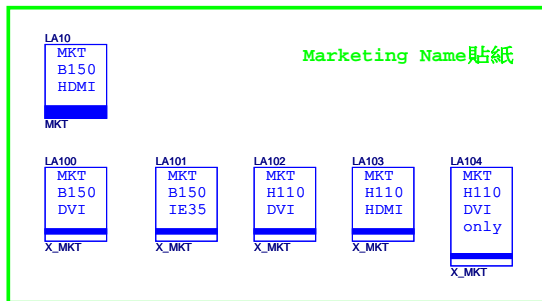 LA10
MKT
B150
HDMI
MKT
Marketing Name貼紙
LA100
MKT
B150
DVI
X_MKT
LA101
MKT
B150
IE35
X_MKT
LA102
MKT
H110
DVI
X_MKT
LA103
MKT
H110
HDMI
X_MKT
LA104
MKT
H110
DVI
only
X_MKT